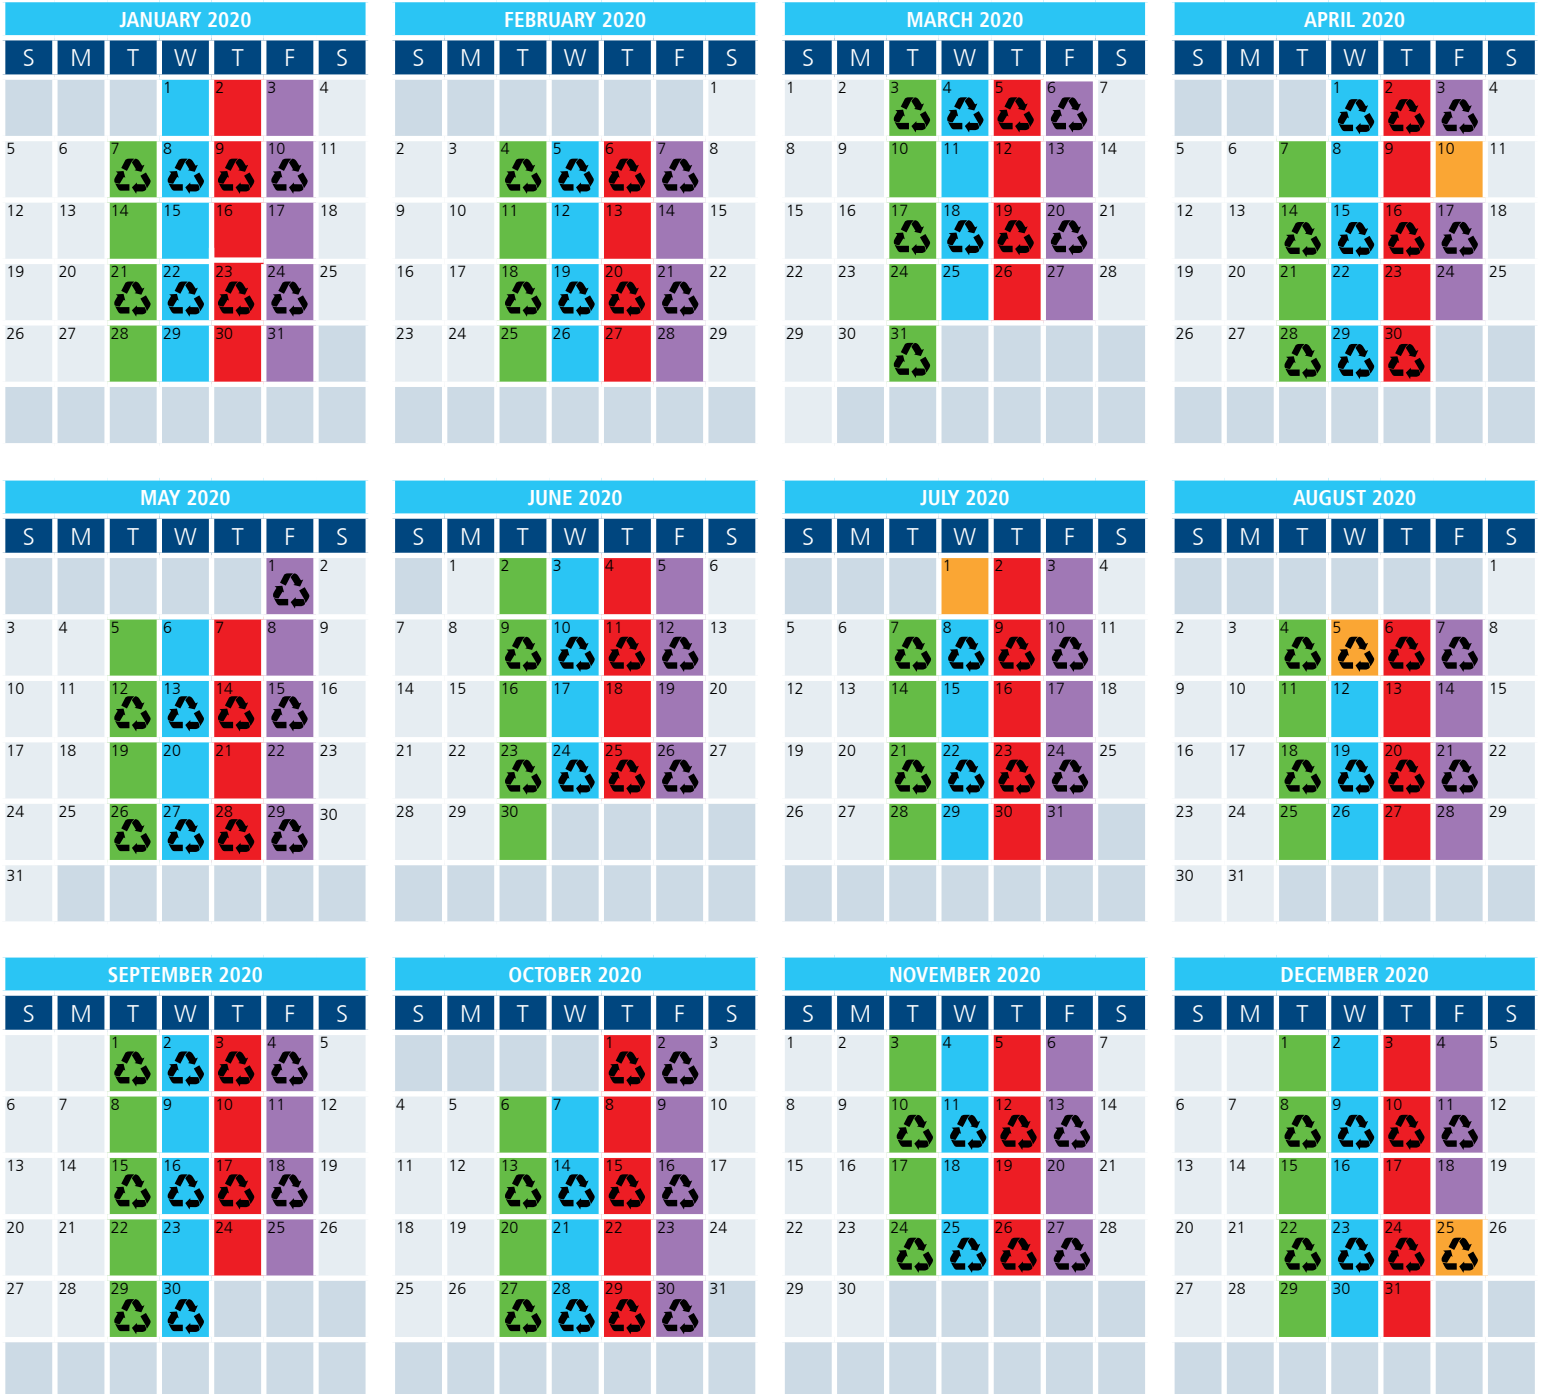 JANUARY 2020 FEBRUARY 2020 MARCH 2020 APRIL 2020
S M T W T F S S M T W T F S S M T W T F S S M T W T F S
1 2 3 4 1 1 2 3 4 5 6 7 1 2 3 4
5 6 7 8 9 10 11 2 3 4 5 6 7 8 8 9 10 11 12 13 14 5 6 7 8 9 10 11
12 13 14 15 16 17 18 9 10 11 12 13 14 15 15 16 17 18 19 20 21 12 13 14 15 16 17 18
19 20 21 22 23 24 25 16 17 18 19 20 21 22 22 23 24 25 26 27 28 19 20 21 22 23 24 25
26 27 28 29 30 31 23 24 25 26 27 28 29 29 30 31 26 27 28 29 30
MAY 2020 JUNE 2020 JULY 2020 AUGUST 2020
S M T W T F S S M T W T F S S M T W T F S S M T W T F S
1 2 1 2 3 4 5 6 1 2 3 4 1
3 4 5 6 7 8 9 7 8 9 10 11 12 13 5 6 7 8 9 10 11 2 3 4 5 6 7 8
10 11 12 13 14 15 16 14 15 16 17 18 19 20 12 13 14 15 16 17 18 9 10 11 12 13 14 15
17 18 19 20 21 22 23 21 22 23 24 25 26 27 19 20 21 22 23 24 25 16 17 18 19 20 21 22
24 25 26 27 28 29 30 28 29 30 26 27 28 29 30 31 23 24 25 26 27 28 29
31 30 31
SEPTEMBER 2020 OCTOBER 2020 NOVEMBER 2020 DECEMBER 2020
S M T W T F S S M T W T F S S M T W T F S S M T W T F S
1 2 3 4 5 1 2 3 1 2 3 4 5 6 7 1 2 3 4 5
6 7 8 9 10 11 12 4 5 6 7 8 9 10 8 9 10 11 12 13 14 6 7 8 9 10 11 12
13 14 15 16 17 18 19 11 12 13 14 15 16 17 15 16 17 18 19 20 21 13 14 15 16 17 18 19
20 21 22 23 24 25 26 18 19 20 21 22 23 24 22 23 24 25 26 27 28 20 21 22 23 24 25 26
27 28 29 30 25 26 27 28 29 30 31 29 30 27 28 29 30 31